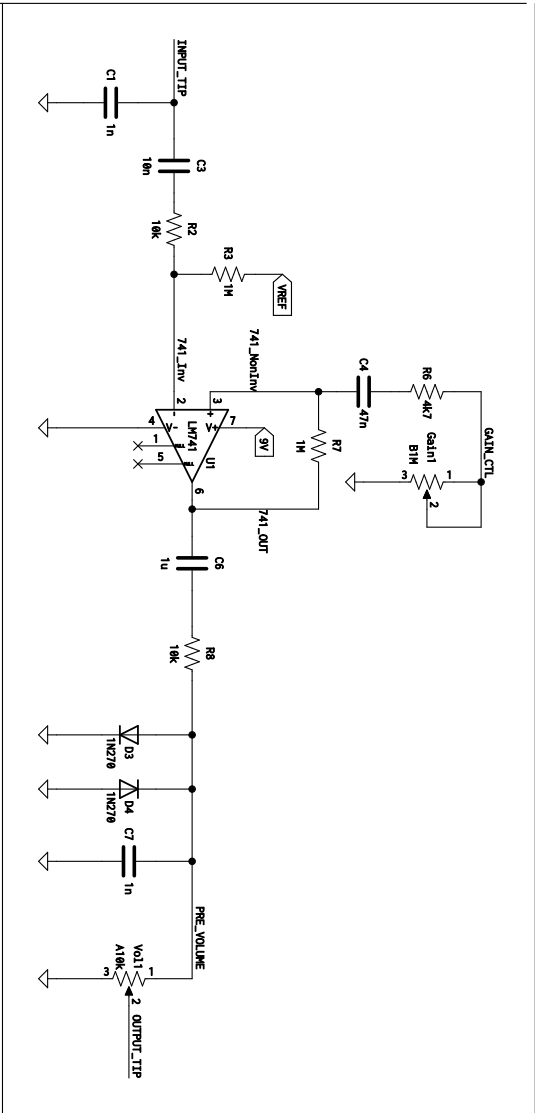 INPUT_TIP
C1
1n
C3
10n
R2
10k
R3
1M
VREF
741_Inv
741_NonInv
C4
47n
R6
4k7
GAIN_CTL
Gain1
B1M
1
2
3
R7
1M
2
3
-
+
LM741
U1
V+
V-
7
4
1
5
6
9V
741_OUT
C6
1u
R8
10k
D3
1N270
D4
1N270
C7
1n
PRE_VOLUME
Vol1
A10k
1
3
2
OUTPUT_TIP